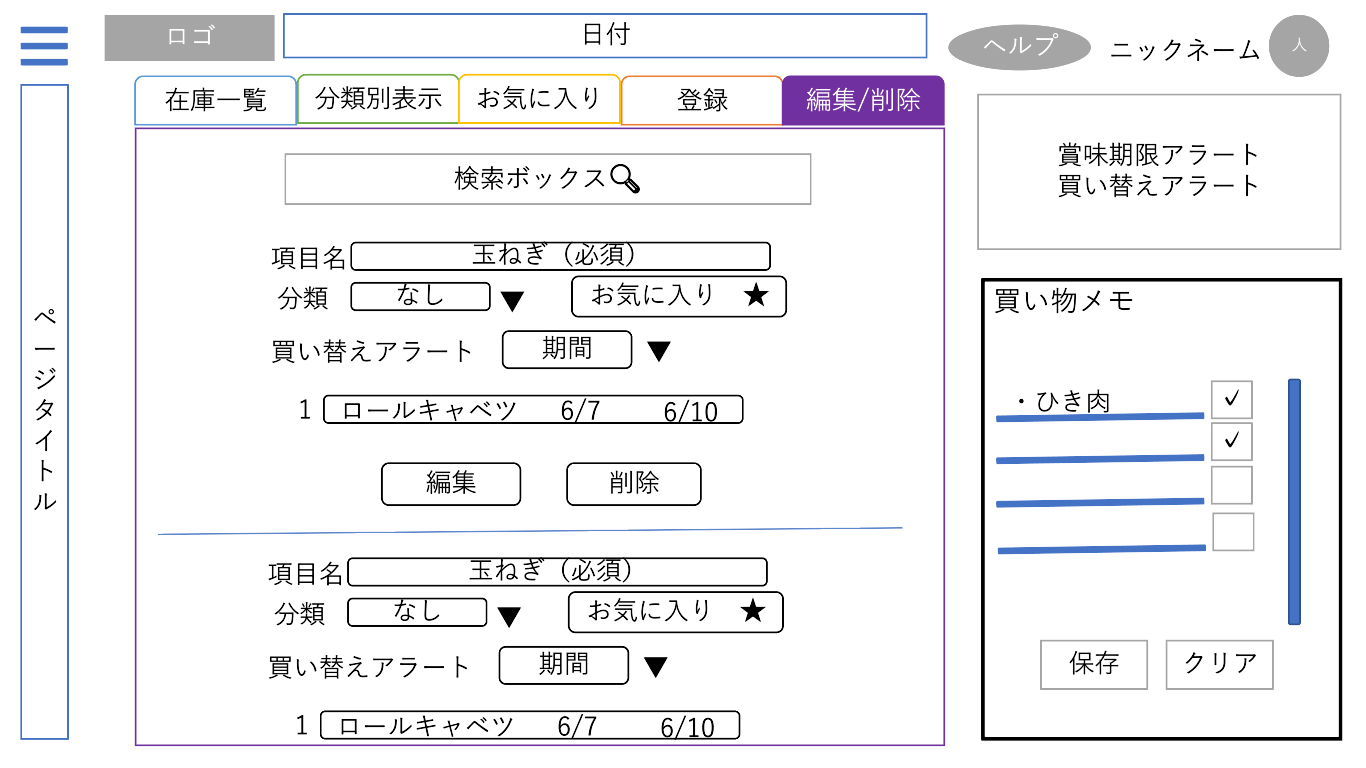 ロゴ
日付
ヘルプ
ニックネーム
人
在庫一覧
分類別表示
お気に入り
登録
編集/削除
ページタイトル
検索ボックス
項目名 玉ねぎ（必須）
分類 なし ▼ お気に入り ★
買い替えアラート 期間 ▼
1 ロールキャベツ 6/7 6/10
編集 削除
項目名 玉ねぎ（必須）
分類 なし ▼ お気に入り ★
買い替えアラート 期間 ▼
1 ロールキャベツ 6/7 6/10
賞味期限アラート
買い替えアラート
買い物メモ
・ひき肉 ✓
✓
保存 クリア